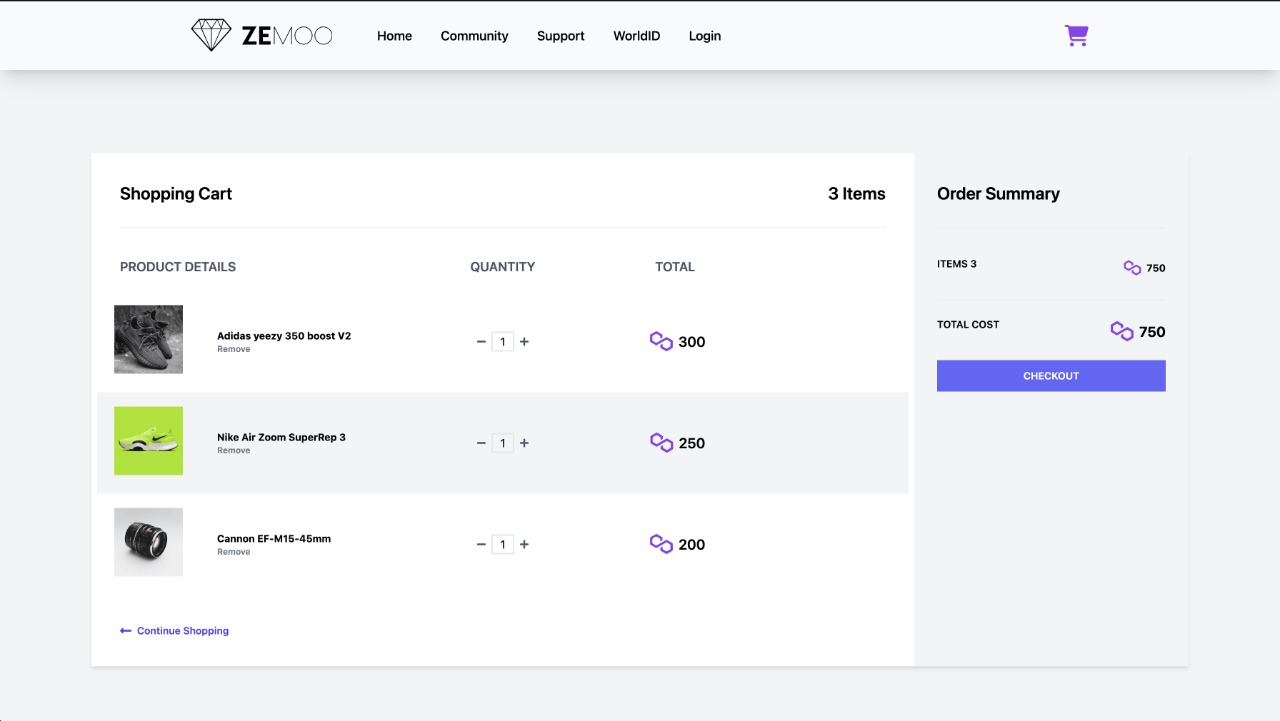 ZEMOO Home Community Support WorldID Login
Shopping Cart 3 Items
PRODUCT DETAILS QUANTITY TOTAL
Adidas yeezy 350 boost V2
Remove
− 1 + 300
Nike Air Zoom SuperRep 3
Remove
− 1 + 250
Cannon EF-M15-45mm
Remove
− 1 + 200
← Continue Shopping
Order Summary
ITEMS 3 750
TOTAL COST 750
CHECKOUT